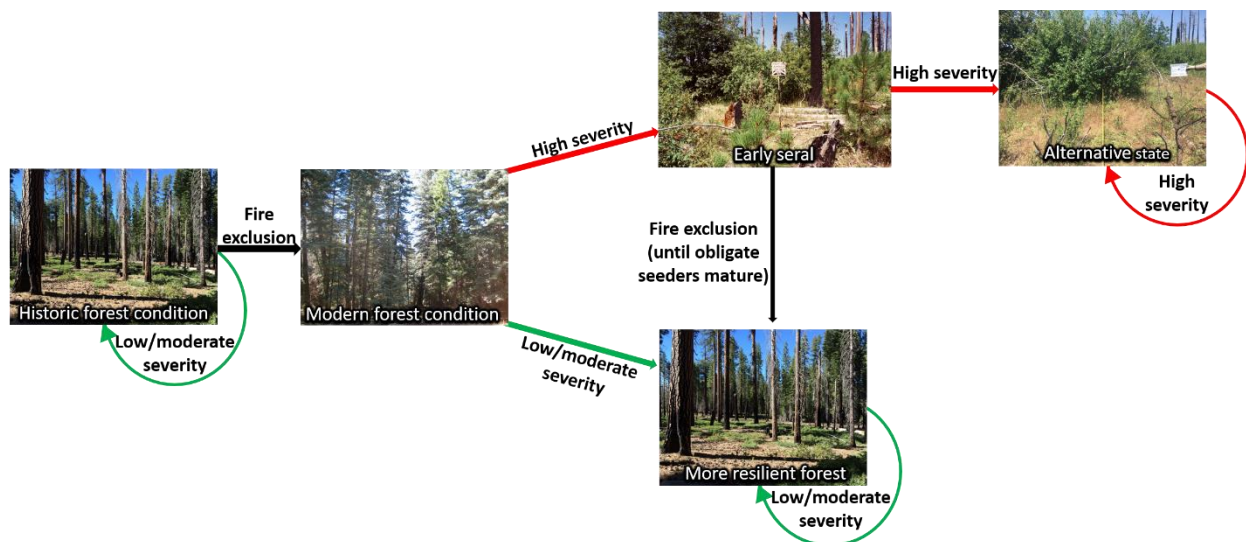 High severity
Early seral
High severity
Alternative state
High
severity
Fire
exclusion
Historic forest condition
Low/moderate
severity
Modern forest condition
Fire exclusion
(until obligate
seeders mature)
Low/moderate
severity
More resilient forest
Low/moderate
severity